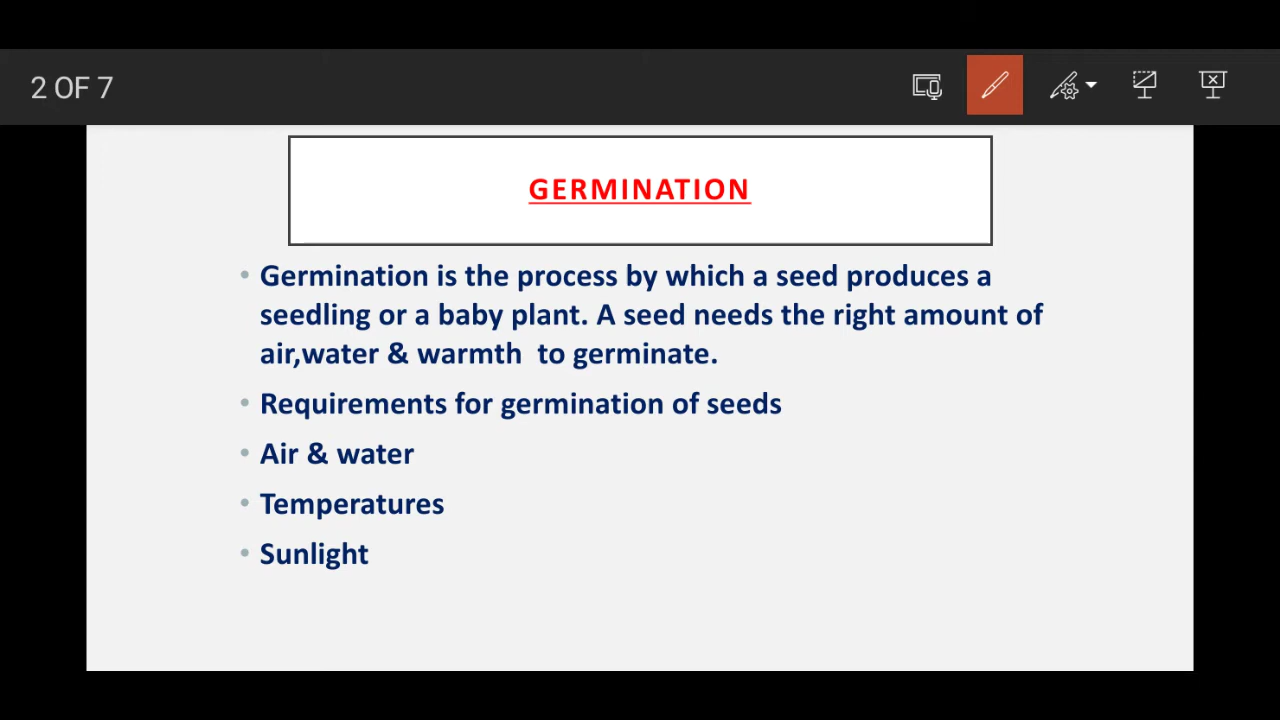 2 OF 7
GERMINATION
• Germination is the process by which a seed produces a
seedling or a baby plant. A seed needs the right amount of
air,water & warmth  to germinate.
• Requirements for germination of seeds
• Air & water
• Temperatures
• Sunlight